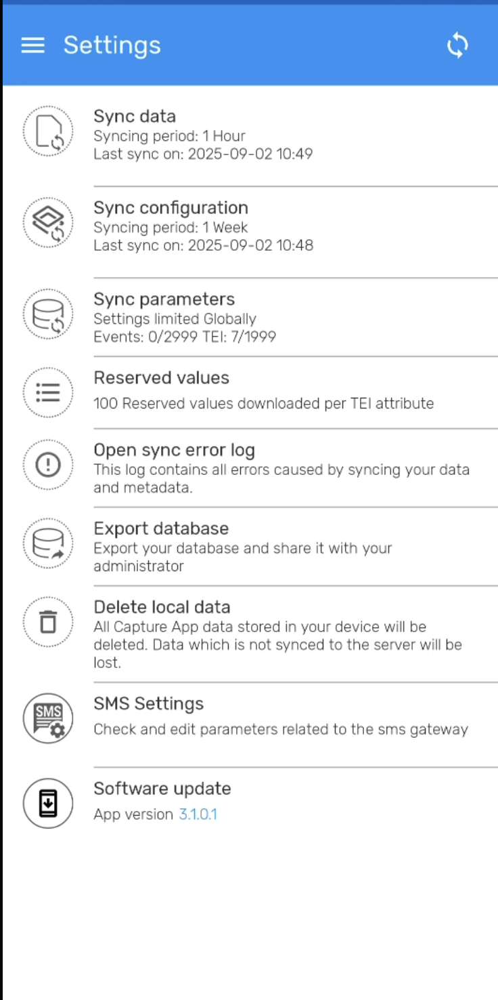 Settings
Sync data
Syncing period: 1 Hour
Last sync on: 2025-09-02 10:49
Sync configuration
Syncing period: 1 Week
Last sync on: 2025-09-02 10:48
Sync parameters
Settings limited Globally
Events: 0/2999 TEI: 7/1999
Reserved values
100 Reserved values downloaded per TEI attribute
Open sync error log
This log contains all errors caused by syncing your data
and metadata.
Export database
Export your database and share it with your
administrator
Delete local data
All Capture App data stored in your device will be
deleted. Data which is not synced to the server will be
lost.
SMS
SMS Settings
Check and edit parameters related to the sms gateway
Software update
App version 3.1.0.1